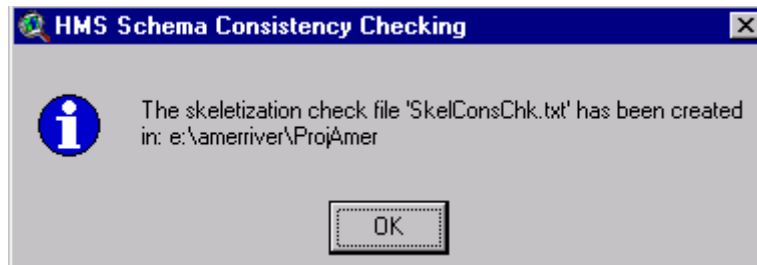 HMS Schema Consistency Checking
The skeletization check file 'SkelConsChk.txt' has been created
in: e:\amerriver\ProjAmer
OK